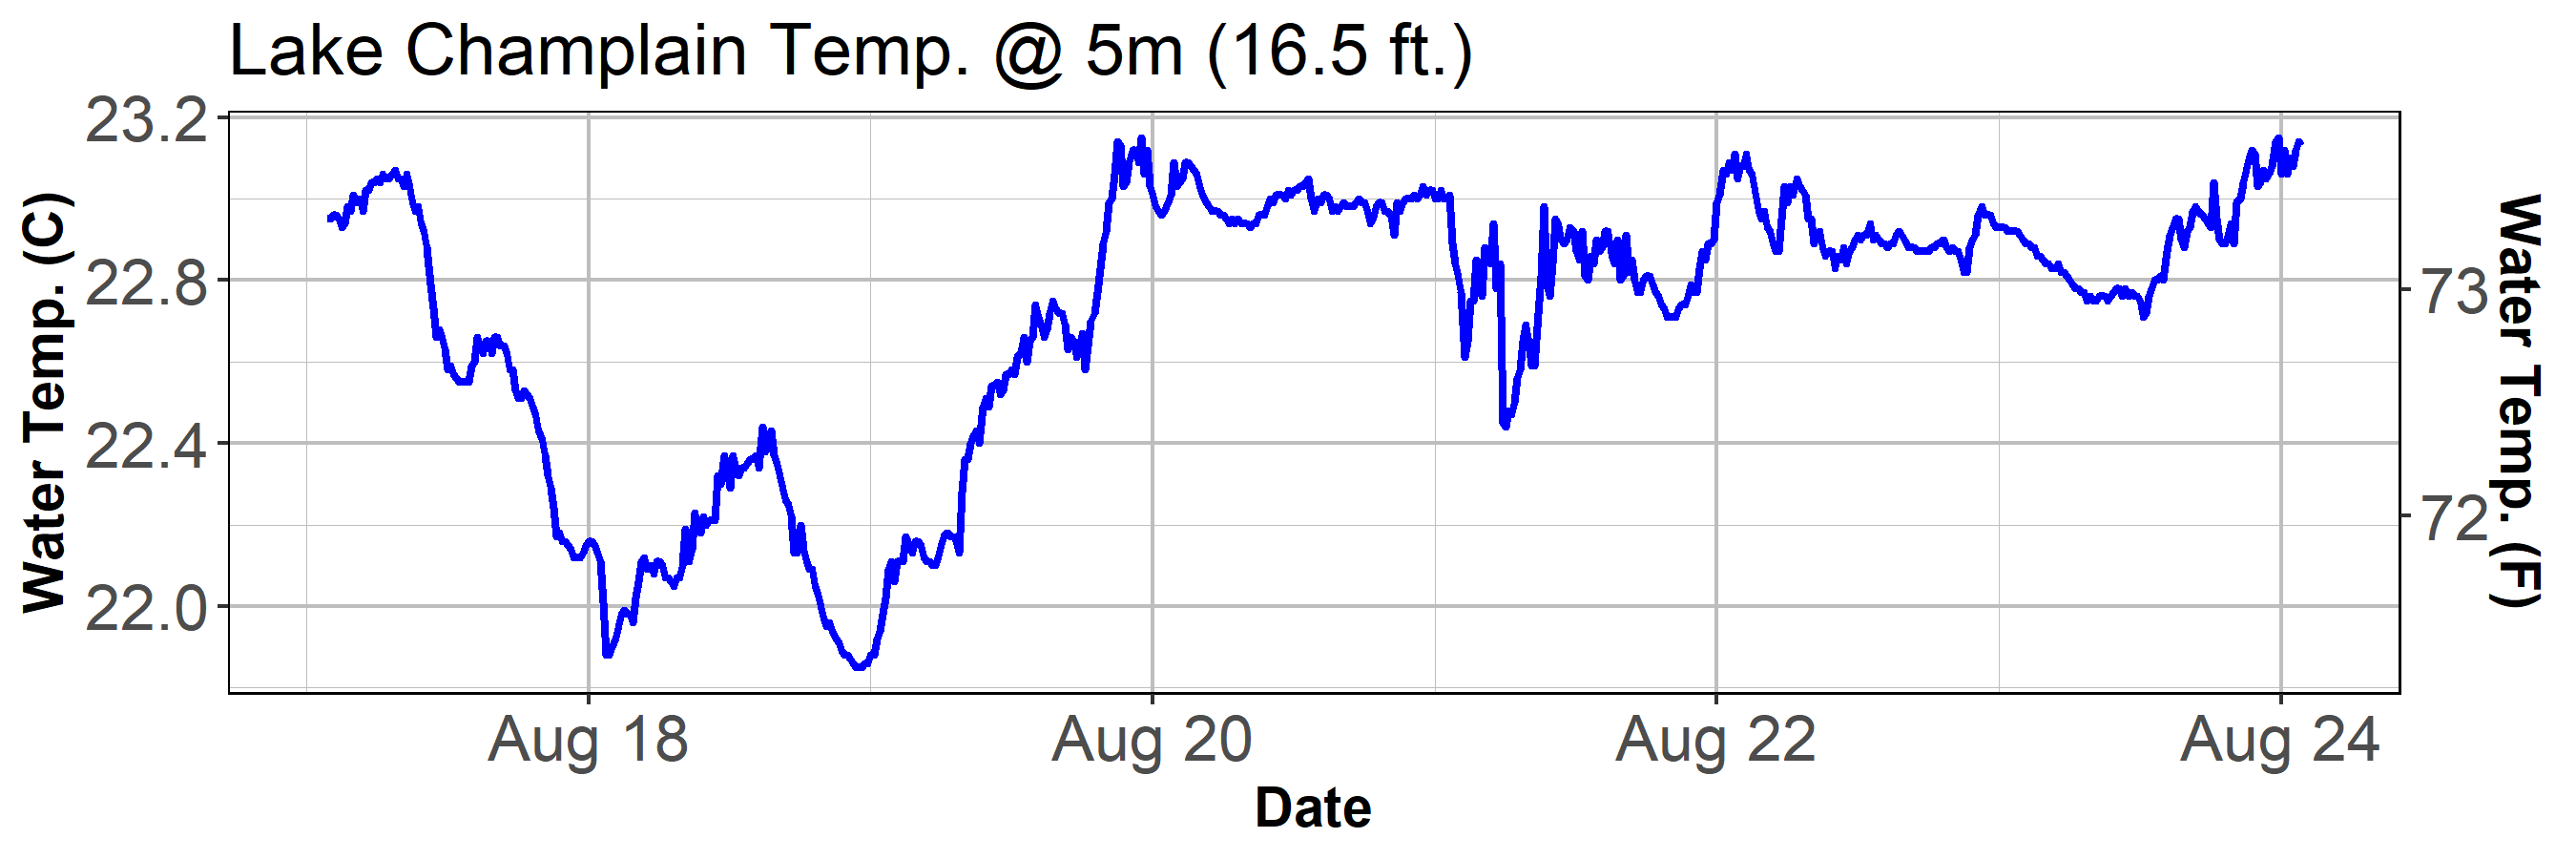 Lake Champlain Temp. @ 5m (16.5 ft.)
Water Temp. (C)
23.2
22.8
22.4
22.0
73
72
Water Temp. (F)
Aug 18 Aug 20 Aug 22 Aug 24
Date